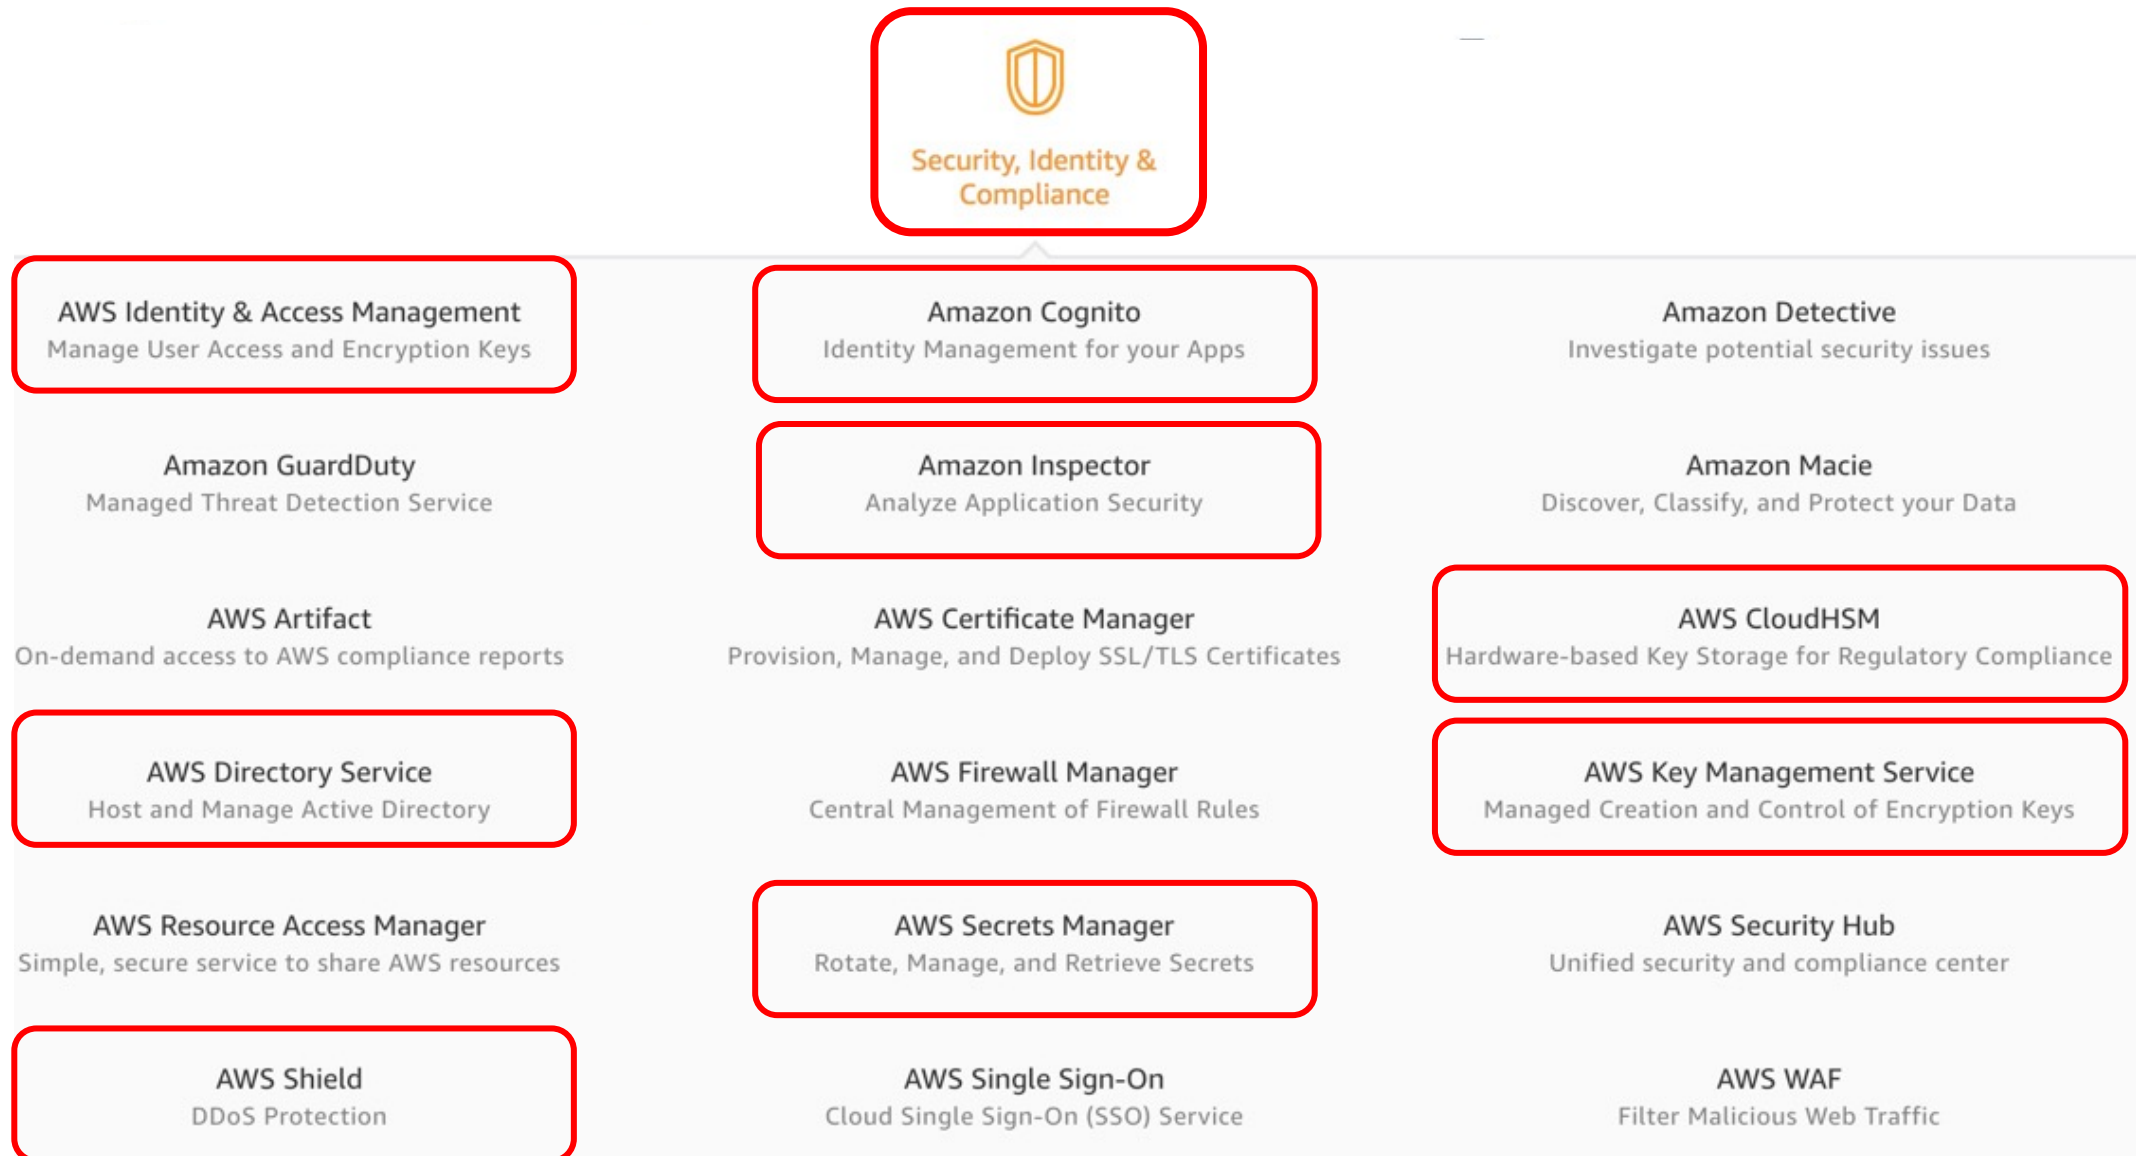 Security, Identity &
Compliance
AWS Identity & Access Management
Manage User Access and Encryption Keys
Amazon Cognito
Identity Management for your Apps
Amazon Detective
Investigate potential security issues
Amazon GuardDuty
Managed Threat Detection Service
Amazon Inspector
Analyze Application Security
Amazon Macie
Discover, Classify, and Protect your Data
AWS Artifact
On-demand access to AWS compliance reports
AWS Certificate Manager
Provision, Manage, and Deploy SSL/TLS Certificates
AWS CloudHSM
Hardware-based Key Storage for Regulatory Compliance
AWS Directory Service
Host and Manage Active Directory
AWS Firewall Manager
Central Management of Firewall Rules
AWS Key Management Service
Managed Creation and Control of Encryption Keys
AWS Resource Access Manager
Simple, secure service to share AWS resources
AWS Secrets Manager
Rotate, Manage, and Retrieve Secrets
AWS Security Hub
Unified security and compliance center
AWS Shield
DDoS Protection
AWS Single Sign-On
Cloud Single Sign-On (SSO) Service
AWS WAF
Filter Malicious Web Traffic